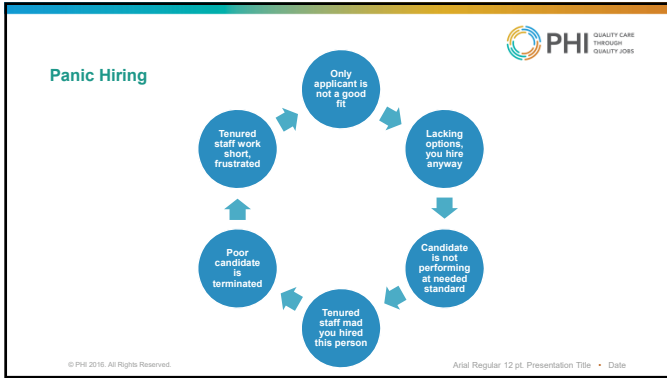 PHI
QUALITY CARE
THROUGH
QUALITY JOBS
Panic Hiring
Only
applicant is
not a good
fit
Lacking
options,
you hire
anyway
Candidate
is not
performing
at needed
standard
Tenured
staff mad
you hired
this person
Poor
candidate
is
terminated
Tenured
staff work
short,
frustrated
© PHI 2016. All Rights Reserved.
Arial Regular 12 pt. Presentation Title • Date